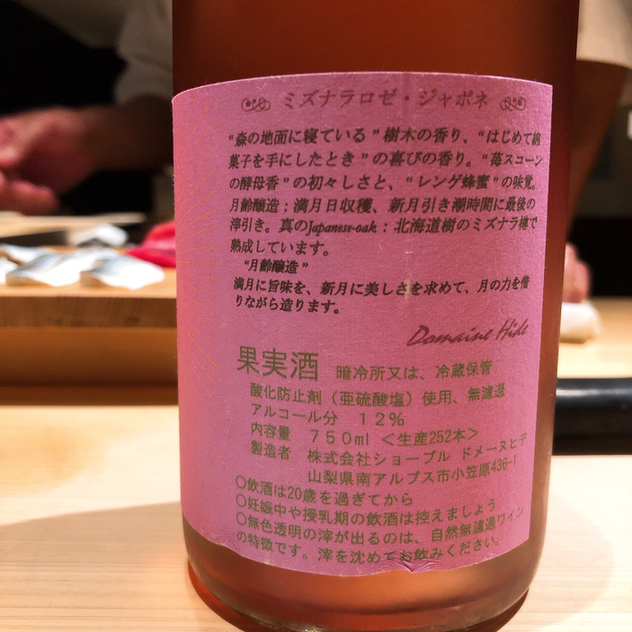 ミズナラロゼ・ジャポネ
“森の地面に寝ている”樹木の香り、“はじめて綿
菓子を手にしたとき”の喜びの香り。“苺スコーン
の酵母香”の初々しさと、“レンゲ蜂蜜”の味覚。
月齢醸造：満月日収穫、新月引き潮時間に最後の
滓引き。真のJapanese-oak：北海道樹のミズナラ樽で
熟成しています。
“月齢醸造”
満月に旨味を、新月に美しさを求めて、月の力を借
りながら造ります。
Domaine Hide
果実酒 暗冷所又は、冷蔵保管
酸化防止剤（亜硫酸塩）使用、無濾過
アルコール分 １２％
内容量 ７５０ml ＜生産252本＞
製造者 株式会社ショープル ドメーヌヒデ
山梨県南アルプス市小笠原436-1
○飲酒は20歳を過ぎてから
○妊娠中や授乳期の飲酒は控えましょう
○無色透明の滓が出るのは、自然無濾過ワイン
の特徴です。滓を沈めてお飲みください。